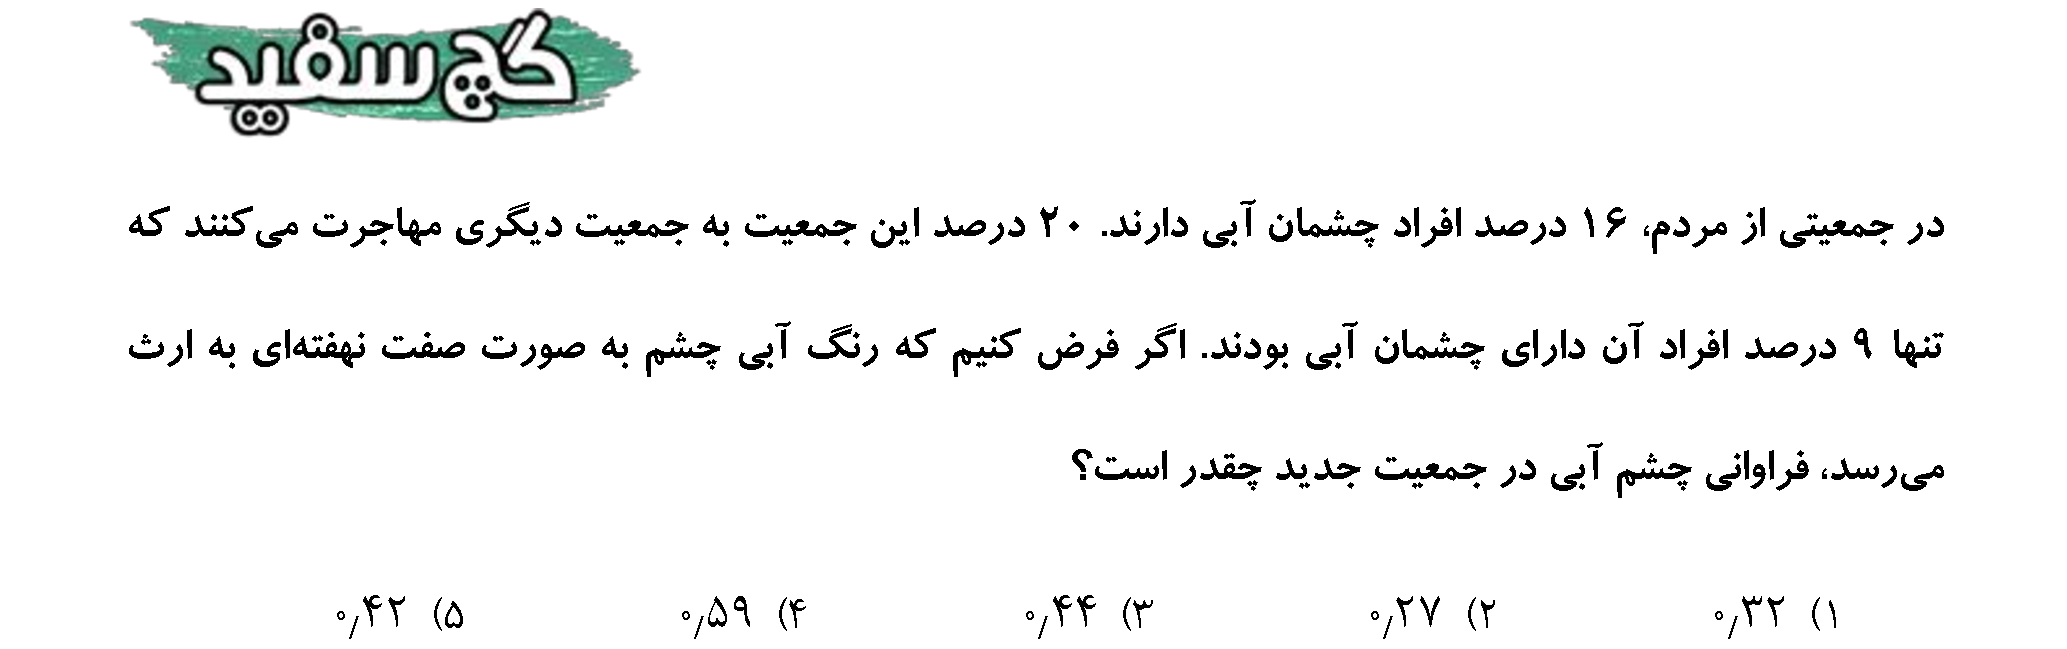 گچ سفید
در جمعیتی از مردم، ۱۶ درصد افراد چشمان آبی دارند. ۲۰ درصد این جمعیت به جمعیت دیگری مهاجرت می‌کنند که
تنها ۹ درصد افراد آن دارای چشمان آبی بودند. اگر فرض کنیم که رنگ آبی چشم به صورت صفت نهفته‌ای به ارث
می‌رسد، فراوانی چشم آبی در جمعیت جدید چقدر است؟
۱) ۰٫۳۲ ۲) ۰٫۲۷ ۳) ۰٫۴۴ ۴) ۰٫۵۹ ۵) ۰٫۴۲